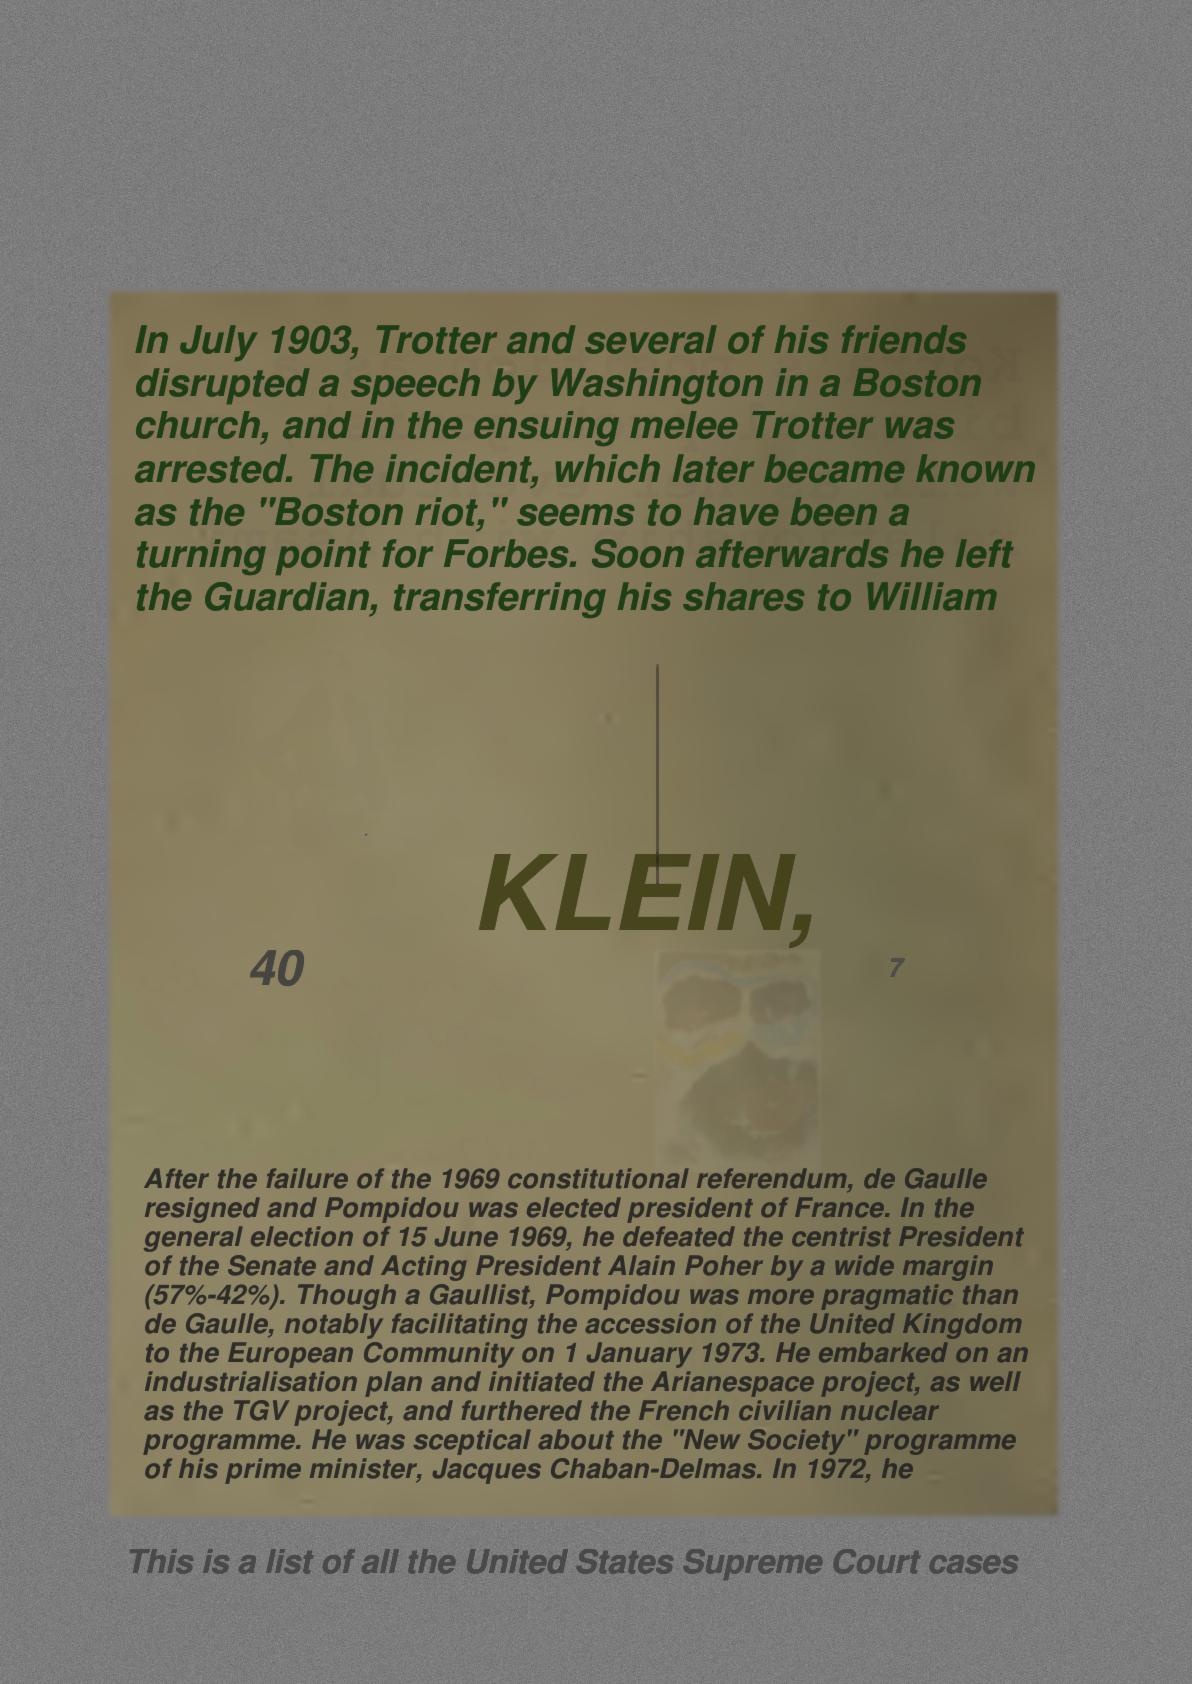 In July 1903, Trotter and several of his friends
disrupted a speech by Washington in a Boston
church, and in the ensuing melee Trotter was
arrested. The incident, which later became known
as the "Boston riot," seems to have been a
turning point for Forbes. Soon afterwards he left
the Guardian, transferring his shares to William
KLEIN,
40
7
After the failure of the 1969 constitutional referendum, de Gaulle
resigned and Pompidou was elected president of France. In the
general election of 15 June 1969, he defeated the centrist President
of the Senate and Acting President Alain Poher by a wide margin
(57%-42%). Though a Gaullist, Pompidou was more pragmatic than
de Gaulle, notably facilitating the accession of the United Kingdom
to the European Community on 1 January 1973. He embarked on an
industrialisation plan and initiated the Arianespace project, as well
as the TGV project, and furthered the French civilian nuclear
programme. He was sceptical about the "New Society" programme
of his prime minister, Jacques Chaban-Delmas. In 1972, he
This is a list of all the United States Supreme Court cases